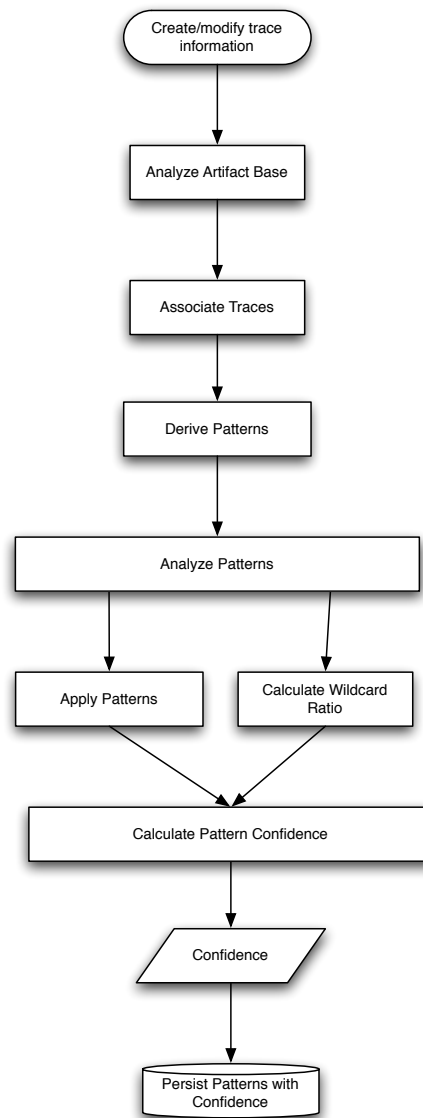 Create/modify trace
information
Analyze Artifact Base
Associate Traces
Derive Patterns
Analyze Patterns
Apply Patterns
Calculate Wildcard
Ratio
Calculate Pattern Confidence
Confidence
Persist Patterns with
Confidence